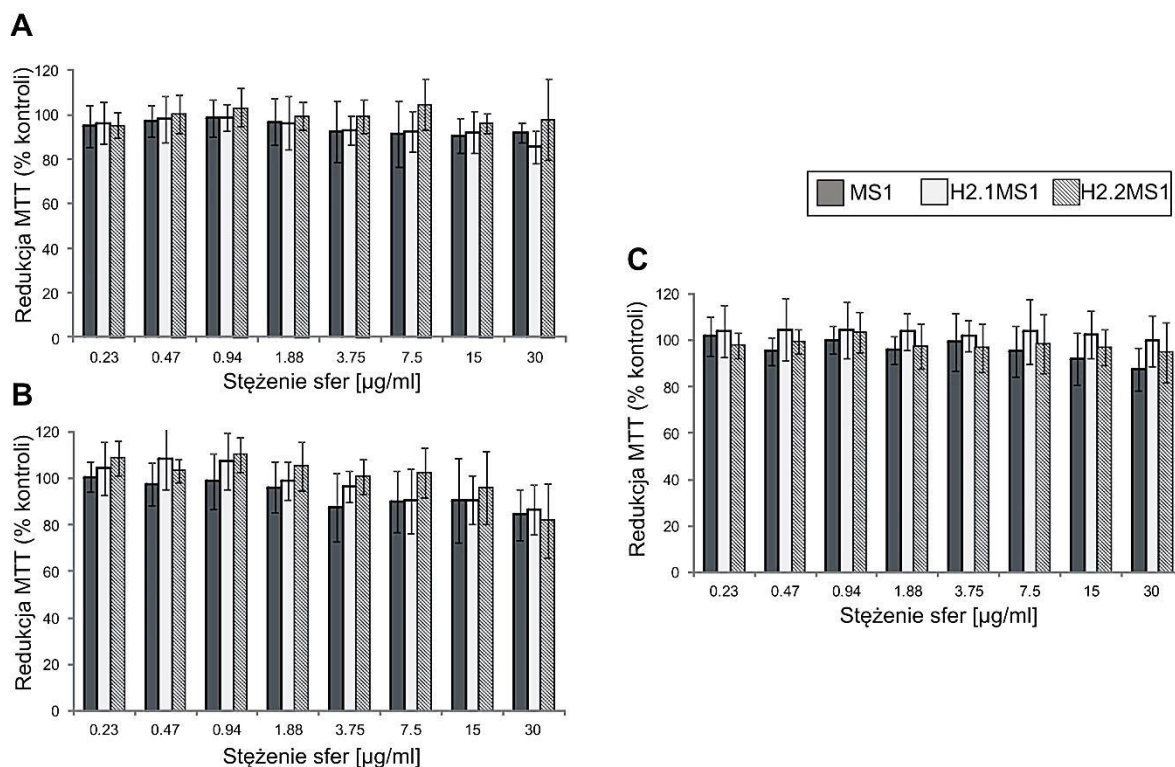 A
Redukcja MTT (% kontroli)
120
100
80
60
40
20
0
0.23 0.47 0.94 1.88 3.75 7.5 15 30
Stężenie sfer [µg/ml]
B
Redukcja MTT (% kontroli)
120
100
80
60
40
20
0
0.23 0.47 0.94 1.88 3.75 7.5 15 30
Stężenie sfer [µg/ml]
MS1 H2.1MS1 H2.2MS1
C
Redukcja MTT (% kontroli)
120
100
80
60
40
20
0
0.23 0.47 0.94 1.88 3.75 7.5 15 30
Stężenie sfer [µg/ml]